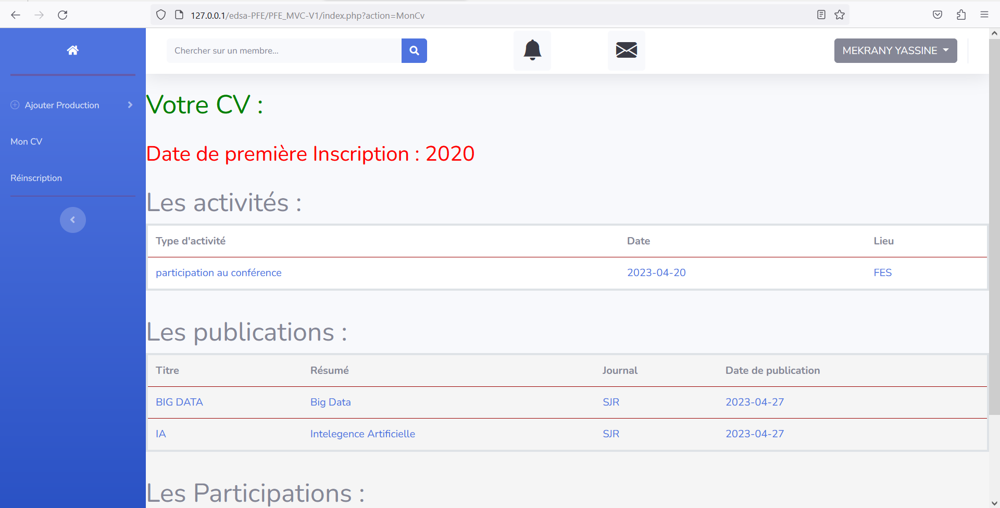 127.0.0.1/edsa-PFE/PFE_MVC-V1/index.php?action=MonCv
Chercher sur un membre...
MEKRANY YASSINE
Ajouter Production
Mon CV
Réinscription
Votre CV :
Date de première Inscription : 2020
Les activités :
Type d'activité Date Lieu
participation au conférence 2023-04-20 FES
Les publications :
Titre Résumé Journal Date de publication
BIG DATA Big Data SJR 2023-04-27
IA Intelegence Artificielle SJR 2023-04-27
Les Participations :